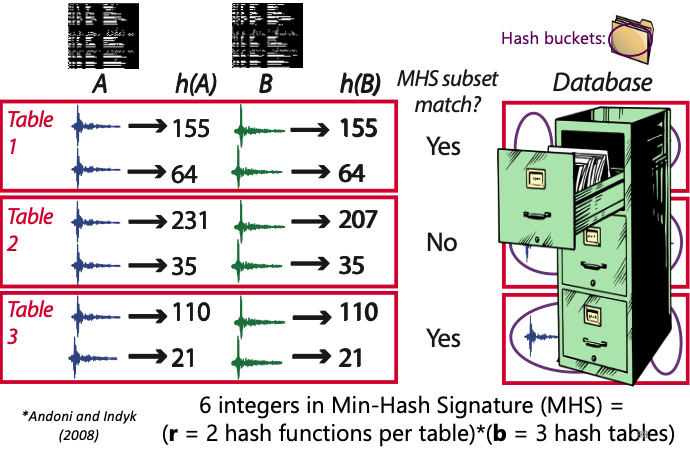 Hash buckets:
A h(A) B h(B) MHS subset match? Database
Table 1
155 155 Yes
64 64
Table 2
231 207 No
35 35
Table 3
110 110 Yes
21 21
*Andoni and Indyk
(2008)
6 integers in Min-Hash Signature (MHS) =
(r = 2 hash functions per table)*(b = 3 hash tables)